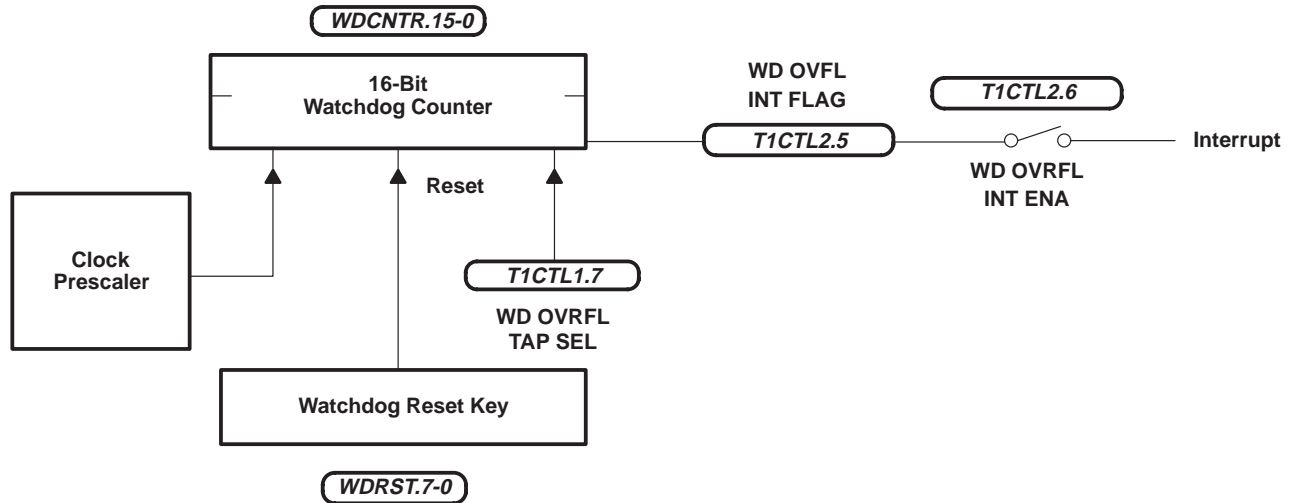 WDCNTR.15-0
16-Bit
Watchdog Counter
WD OVFL
INT FLAG
T1CTL2.6
T1CTL2.5
Interrupt
WD OVRFL
INT ENA
Reset
Clock
Prescaler
T1CTL1.7
WD OVRFL
TAP SEL
Watchdog Reset Key
WDRST.7-0